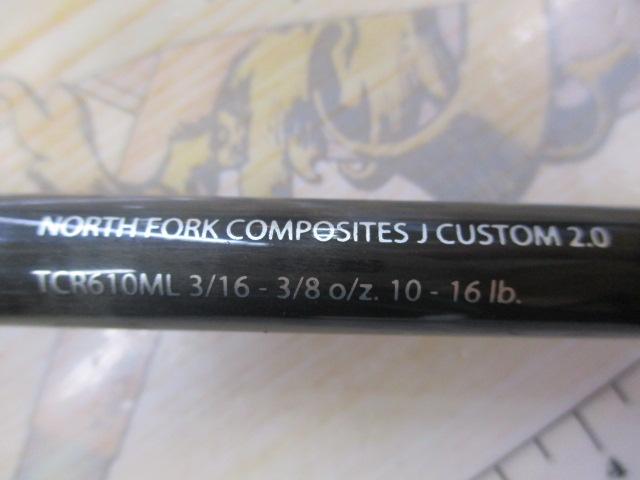 NORTH FORK COMPOSITES J CUSTOM 2.0
TCR610ML 3/16 - 3/8 o/z. 10 - 16 lb.